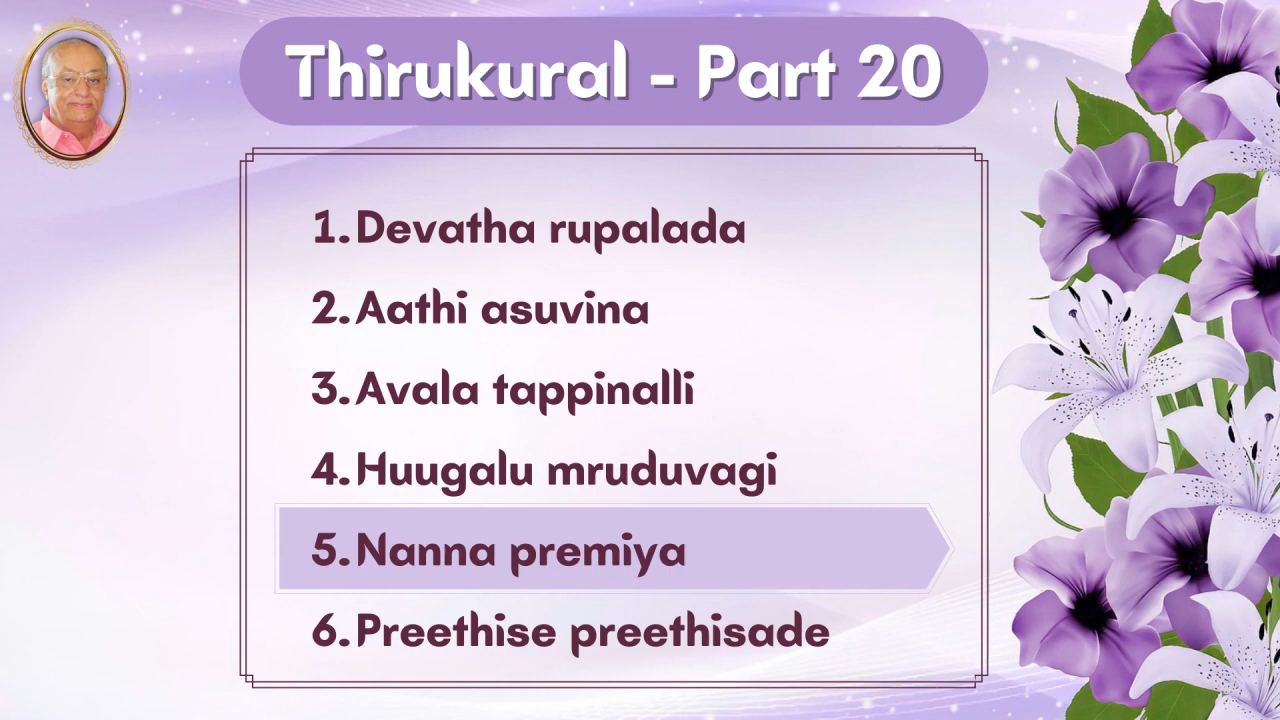 Thirukural - Part 20
1. Devatha rupalada
2. Aathi asuvina
3. Avala tappinalli
4. Huugalu mruduvagi
5. Nanna premiya
6. Preethise preethisade